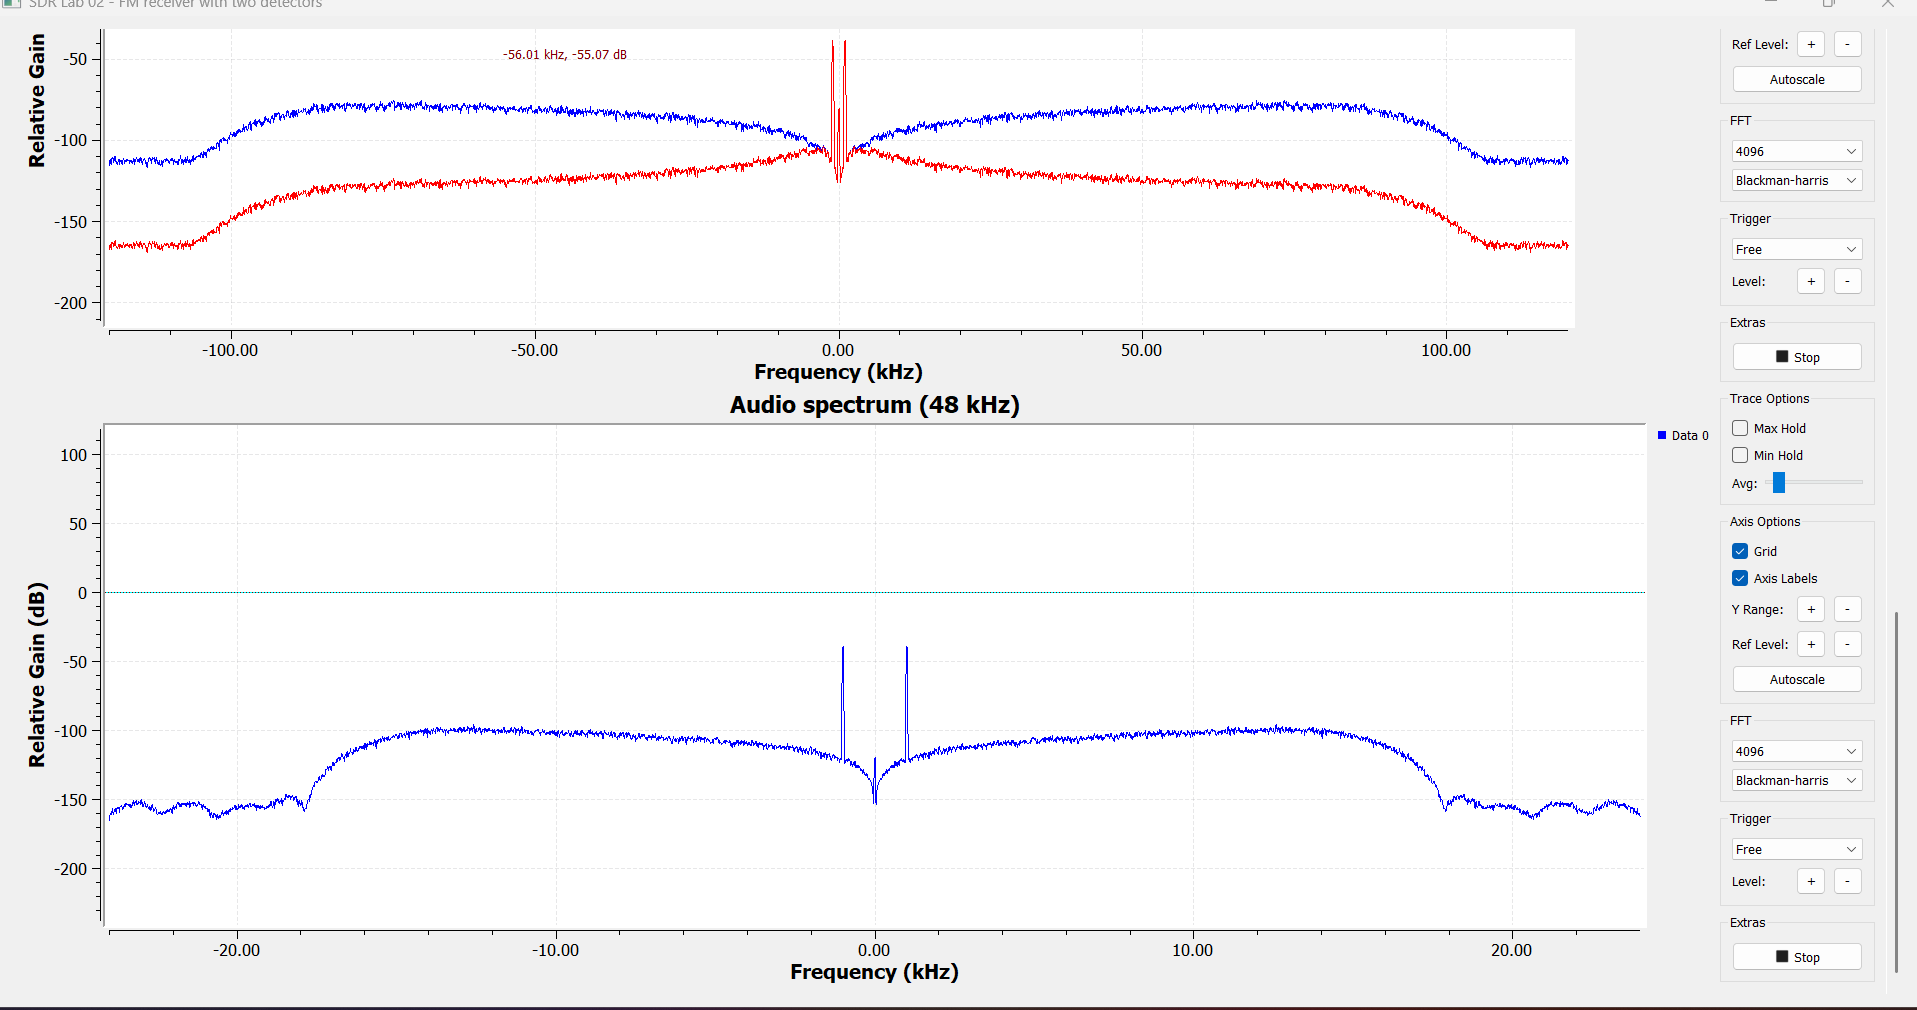 SDR Lab 02 - FM receiver with two detectors
Relative Gain
-50
-100
-150
-200
-56.01 kHz, -55.07 dB
-100.00
-50.00
0.00
50.00
100.00
Frequency (kHz)
Ref Level:
+
-
Autoscale
FFT
4096
Blackman-harris
Trigger
Free
Level:
+
-
Extras
Stop
Audio spectrum (48 kHz)
Relative Gain (dB)
100
50
0
-50
-100
-150
-200
-20.00
-10.00
0.00
10.00
20.00
Frequency (kHz)
Data 0
Trace Options
Max Hold
Min Hold
Avg:
Axis Options
Grid
Axis Labels
Y Range:
+
-
Ref Level:
+
-
Autoscale
FFT
4096
Blackman-harris
Trigger
Free
Level:
+
-
Extras
Stop